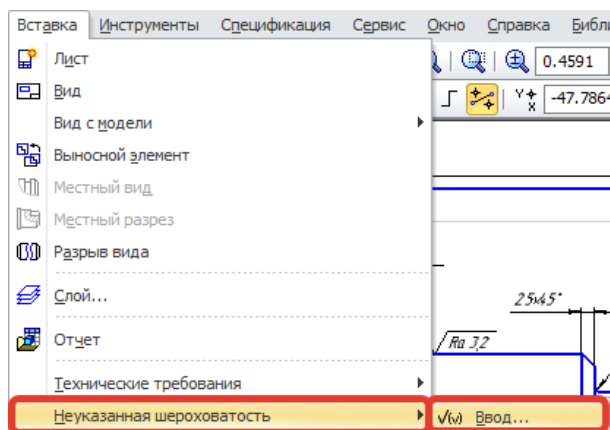 Вставка Инструменты Спецификация Сервис Окно Справка
Лист
0.4591
Вид
-47.7864
Вид с модели
Выносной элемент
Местный вид
Местный разрез
Разрыв вида
Слой...
25x45°
Отчет
Ra 3,2
Технические требования
Неуказанная шероховатость
Ввод...